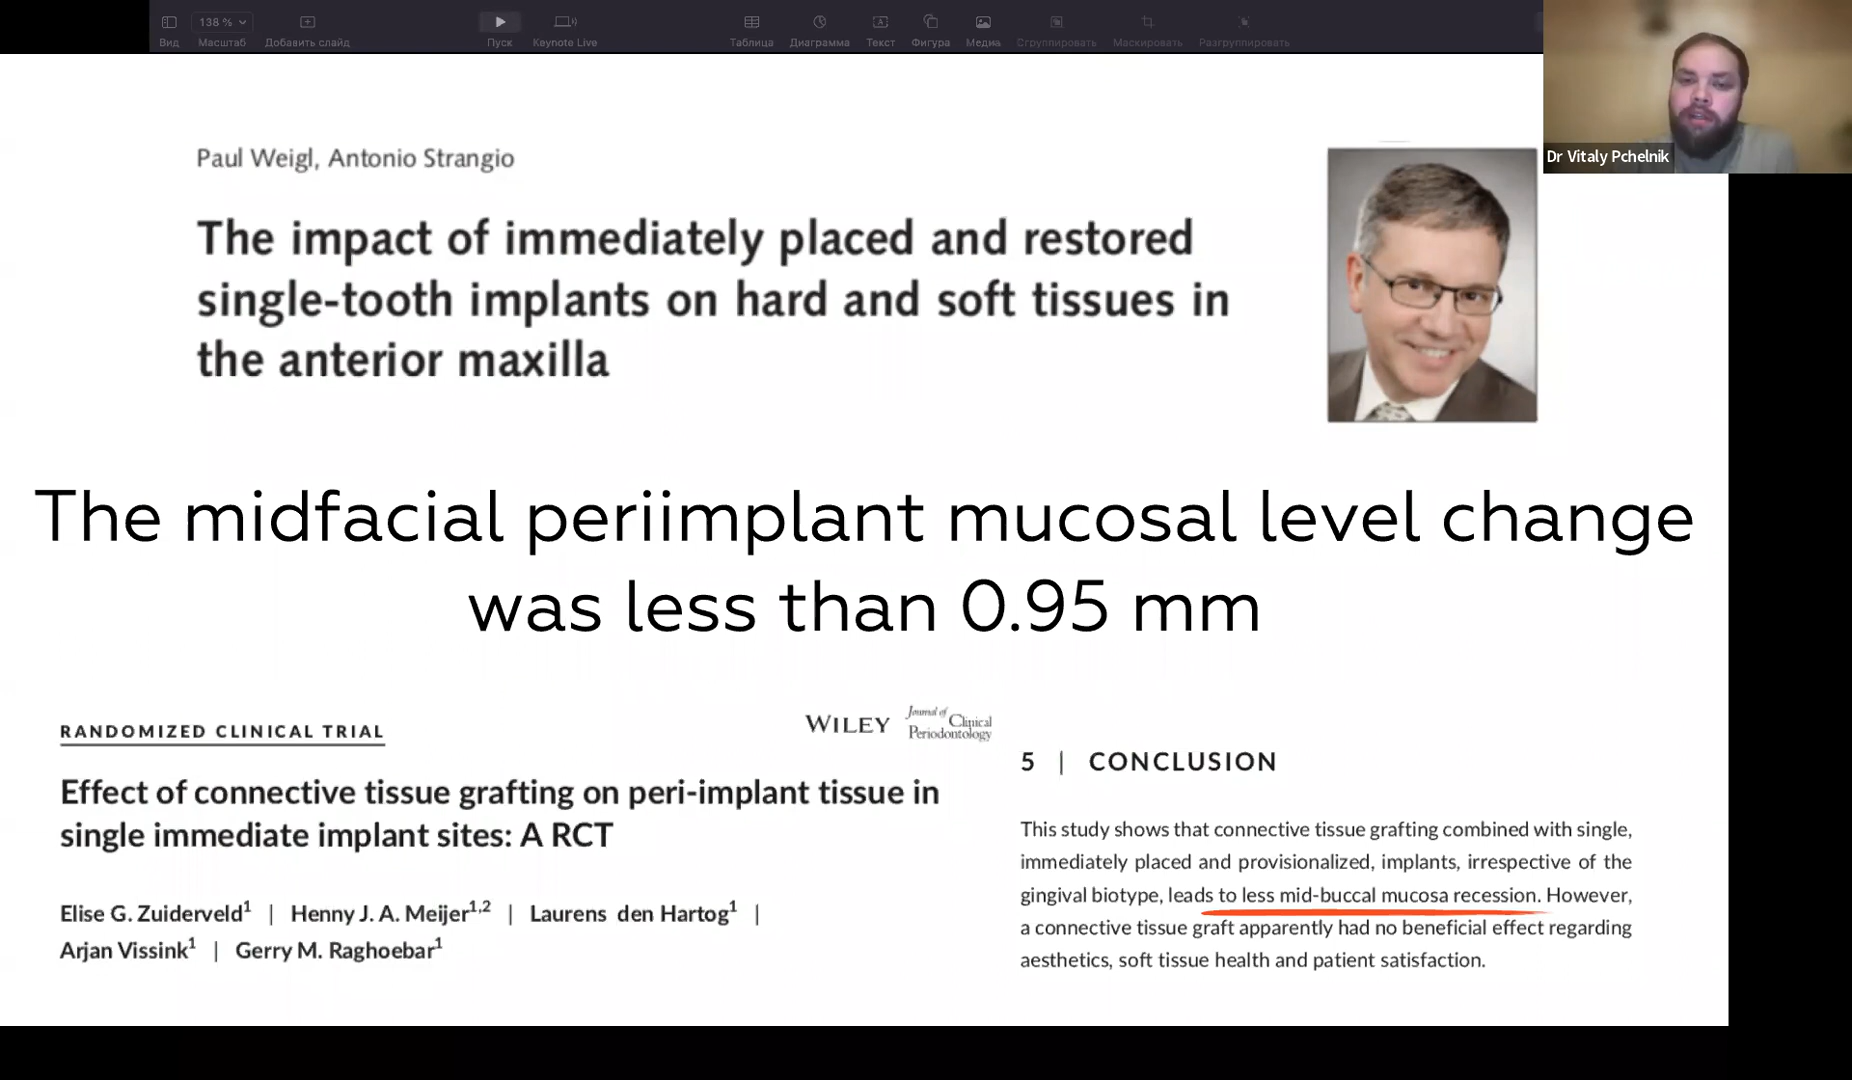 138 %
Вид
Масштаб
Добавить слайд
Пуск
Keynote Live
Таблица
Диаграмма
Текст
Фигура
Медиа
Сгруппировать
Маскировать
Разгруппировать
Dr Vitaly Pchelnik
Paul Weigl, Antonio Strangio
The impact of immediately placed and restored
single-tooth implants on hard and soft tissues in
the anterior maxilla
The midfacial periimplant mucosal level change
was less than 0.95 mm
RANDOMIZED CLINICAL TRIAL
WILEY
Journal of
Clinical
Periodontology
Effect of connective tissue grafting on peri-implant tissue in
single immediate implant sites: A RCT
Elise G. Zuiderveld1 | Henny J. A. Meijer1,2 | Laurens den Hartog1 |
Arjan Vissink1 | Gerry M. Raghoebar1
5 | CONCLUSION
This study shows that connective tissue grafting combined with single,
immediately placed and provisionalized, implants, irrespective of the
gingival biotype, leads to less mid-buccal mucosa recession. However,
a connective tissue graft apparently had no beneficial effect regarding
aesthetics, soft tissue health and patient satisfaction.